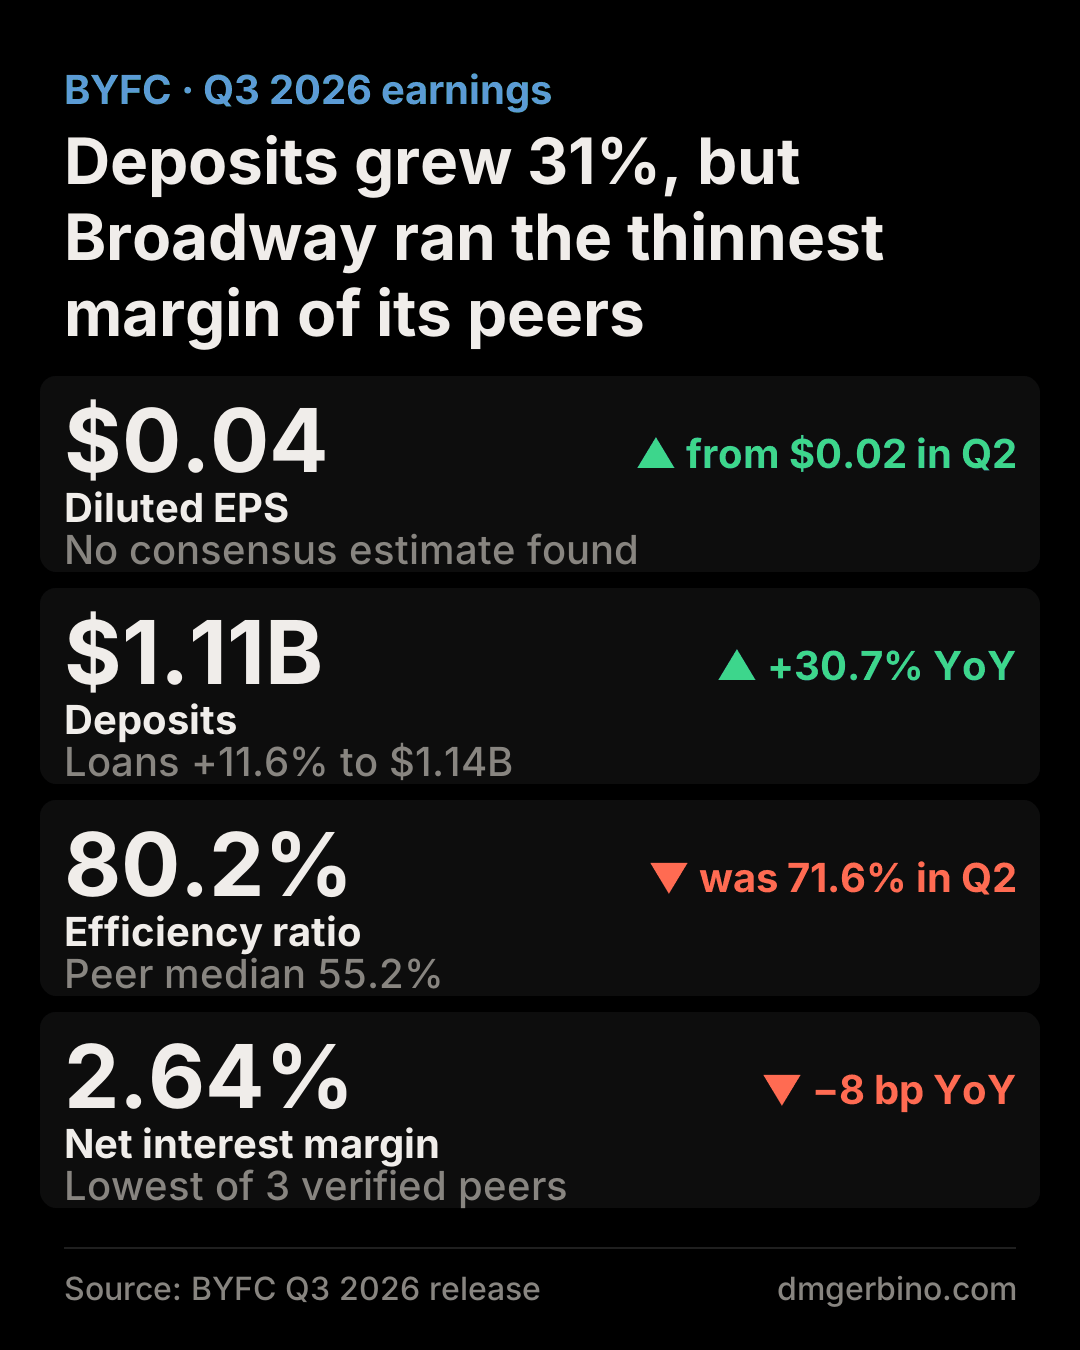 BYFC · Q3 2026 earnings
Deposits grew 31%, but
Broadway ran the thinnest
margin of its peers
$0.04
▲ from $0.02 in Q2
Diluted EPS
No consensus estimate found
$1.11B
▲ +30.7% YoY
Deposits
Loans +11.6% to $1.14B
80.2%
▼ was 71.6% in Q2
Efficiency ratio
Peer median 55.2%
2.64%
▼ −8 bp YoY
Net interest margin
Lowest of 3 verified peers
Source: BYFC Q3 2026 release
dmgerbino.com